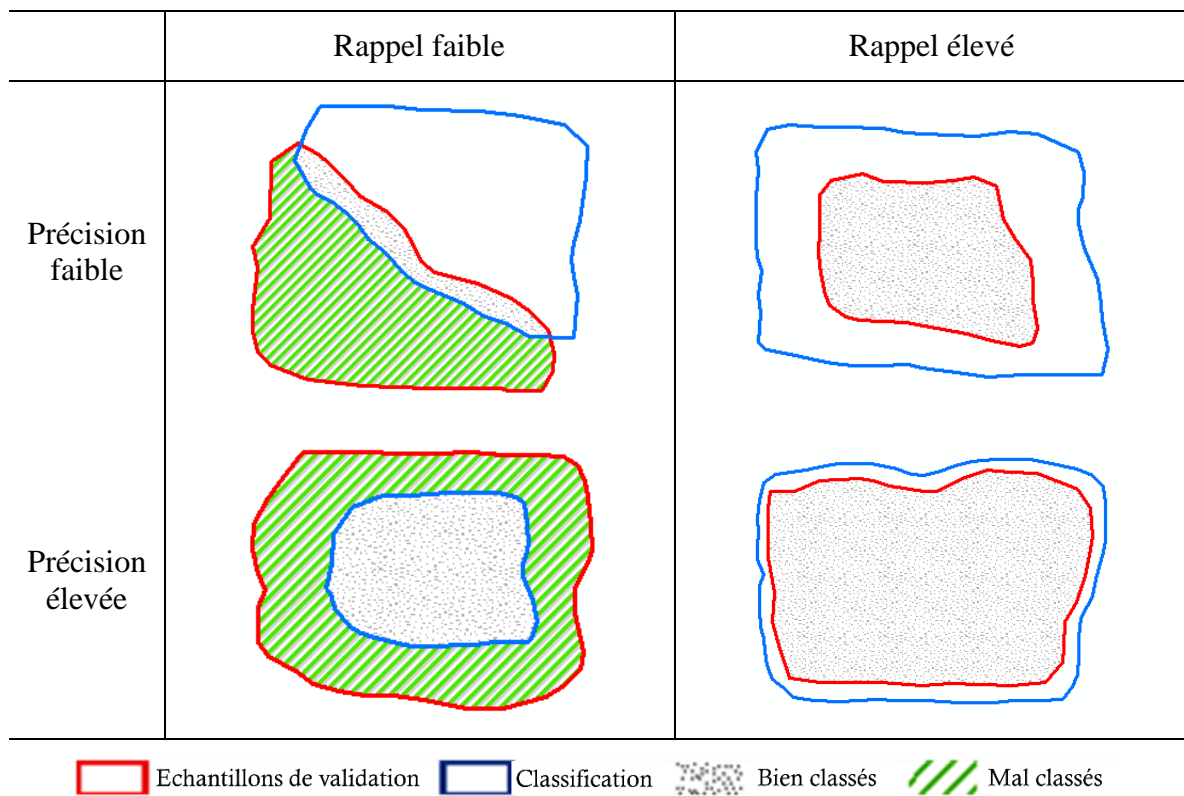 Rappel faible
Rappel élevé
Précision
faible
Précision
élevée
Echantillons de validation
Classification
Bien classés
Mal classés